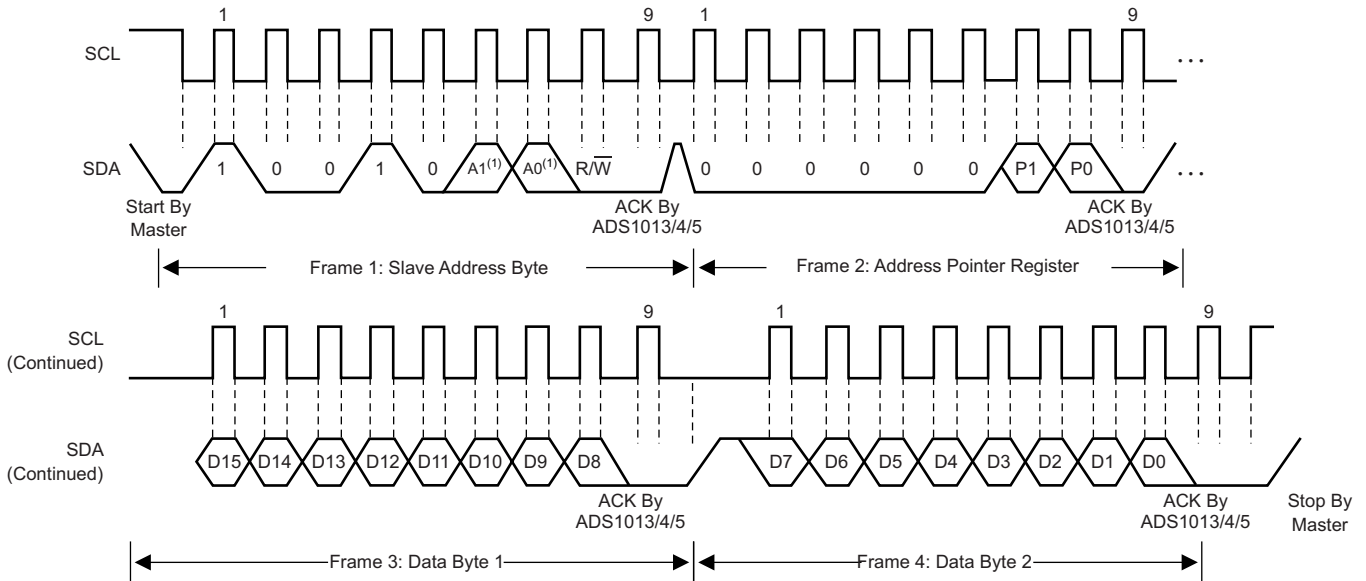 1 9 1 9
SCL ...
SDA 1 0 0 1 0 A1(1) A0(1) R/W̅ 0 0 0 0 0 0 P1 P0 ...
Start By
Master
ACK By
ADS1013/4/5
ACK By
ADS1013/4/5
Frame 1: Slave Address Byte
Frame 2: Address Pointer Register
1 9 1 9
SCL
(Continued)
SDA
(Continued)
D15 D14 D13 D12 D11 D10 D9 D8 D7 D6 D5 D4 D3 D2 D1 D0
ACK By
ADS1013/4/5
ACK By
ADS1013/4/5
Stop By
Master
Frame 3: Data Byte 1
Frame 4: Data Byte 2